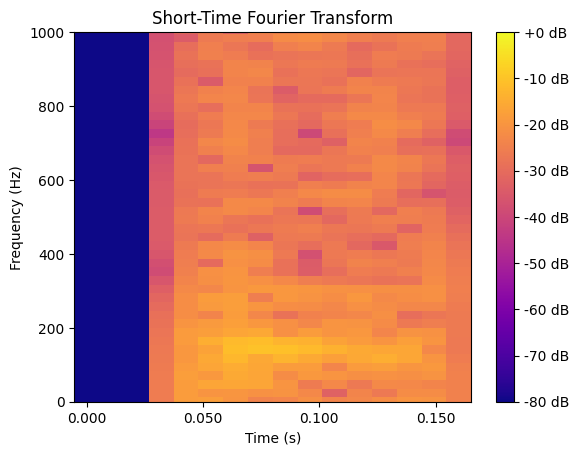 Short-Time Fourier Transform
1000
800
600
400
200
0
Frequency (Hz)
0.000
0.050
0.100
0.150
Time (s)
+0 dB
-10 dB
-20 dB
-30 dB
-40 dB
-50 dB
-60 dB
-70 dB
-80 dB